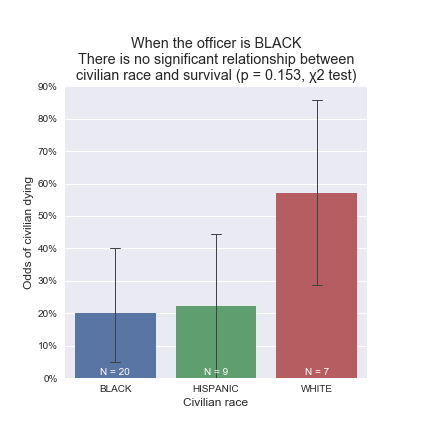 When the officer is BLACK
There is no significant relationship between
civilian race and survival (p = 0.153, χ2 test)
90%
80%
70%
60%
50%
40%
30%
20%
10%
0%
Odds of civilian dying
N = 20
N = 9
N = 7
BLACK
HISPANIC
WHITE
Civilian race